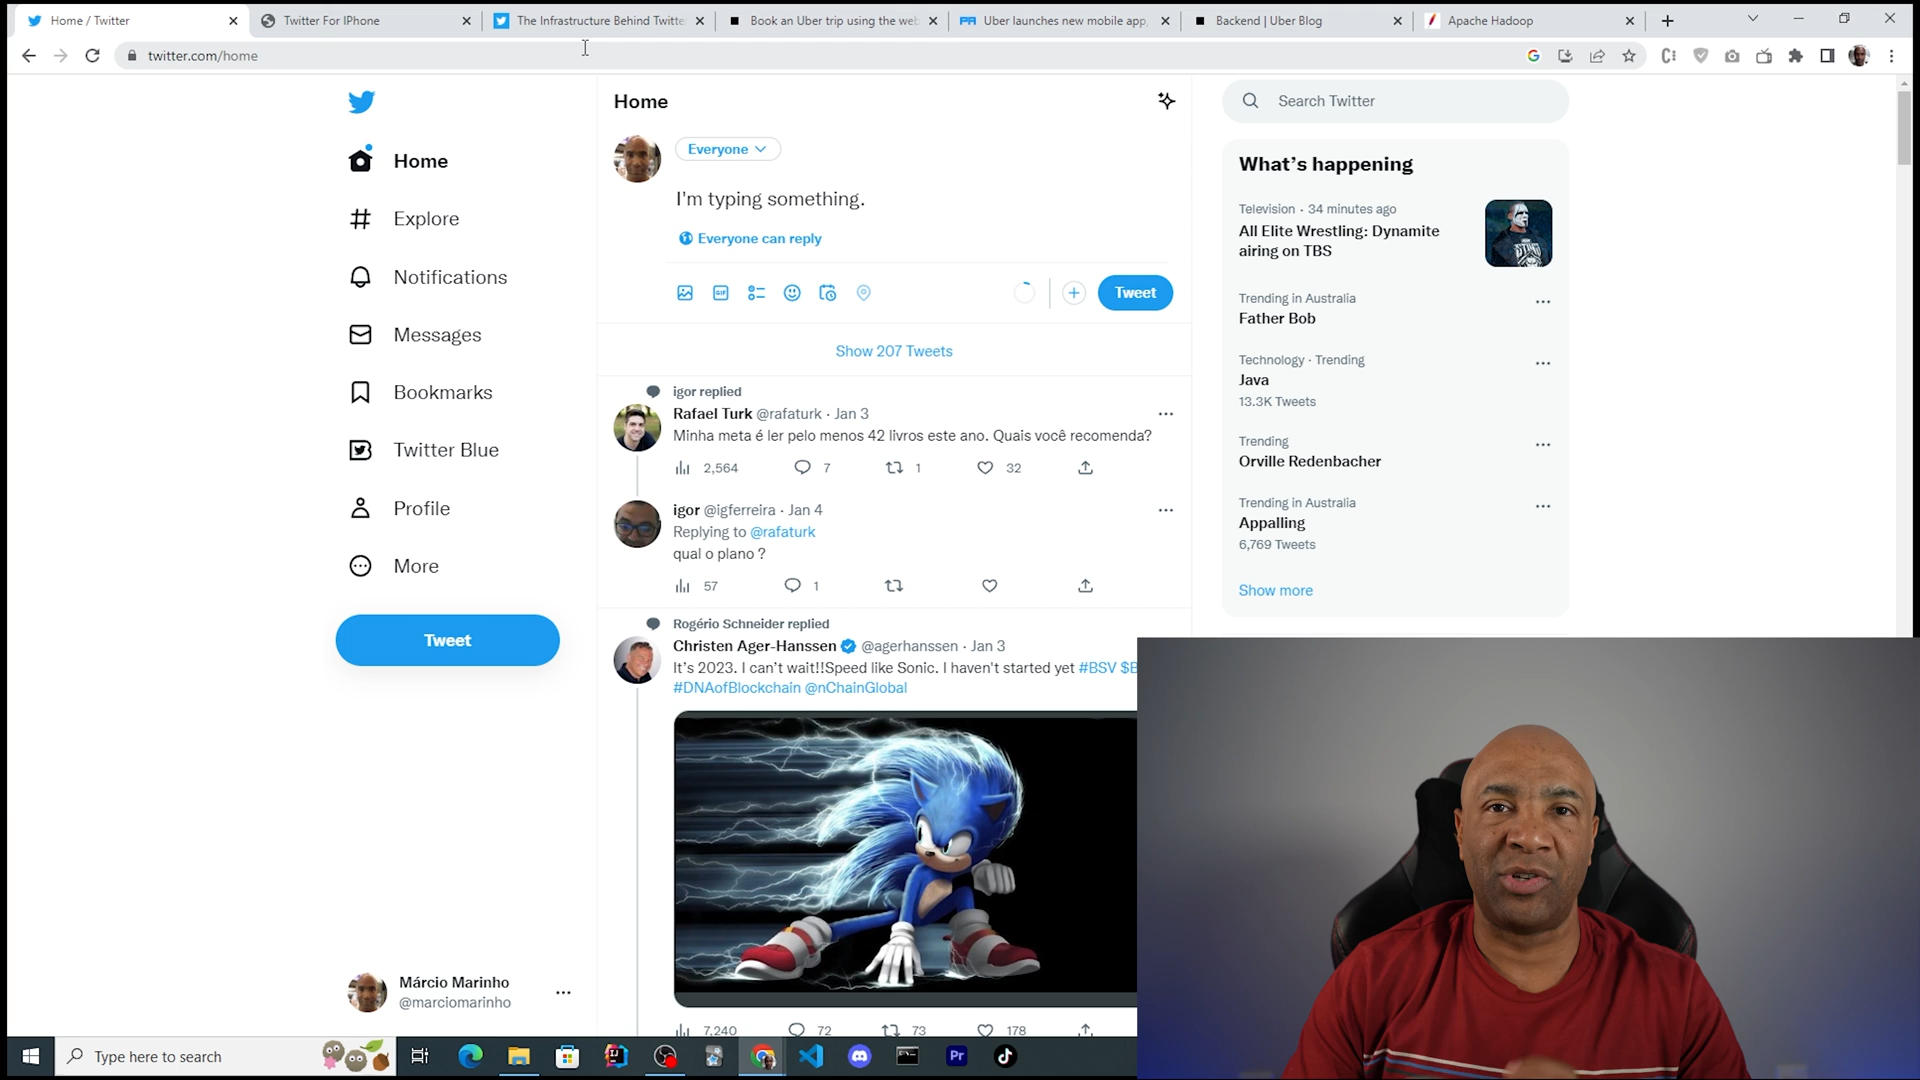 Home / Twitter
Twitter For IPhone
The Infrastructure Behind Twitte
Book an Uber trip using the web
Uber launches new mobile app,
Backend | Uber Blog
Apache Hadoop
twitter.com/home
Home
Search Twitter
Home
Explore
Notifications
Messages
Bookmarks
Twitter Blue
Profile
More
Tweet
Márcio Marinho
@marciomarinho
Everyone
I'm typing something.
Everyone can reply
GIF
Tweet
Show 207 Tweets
igor replied
Rafael Turk @rafaturk · Jan 3
Minha meta é ler pelo menos 42 livros este ano. Quais você recomenda?
2,564 7 1 32
igor @igferreira · Jan 4
Replying to @rafaturk
qual o plano ?
57 1
Rogério Schneider replied
Christen Ager-Hanssen @agerhanssen · Jan 3
It's 2023. I can't wait!!Speed like Sonic. I haven't started yet #BSV $B
#DNAofBlockchain @nChainGlobal
7,240 72 73 178
What's happening
Television · 34 minutes ago
All Elite Wrestling: Dynamite
airing on TBS
Trending in Australia
Father Bob
Technology · Trending
Java
13.3K Tweets
Trending
Orville Redenbacher
Trending in Australia
Appalling
6,769 Tweets
Show more
Type here to search
Pr